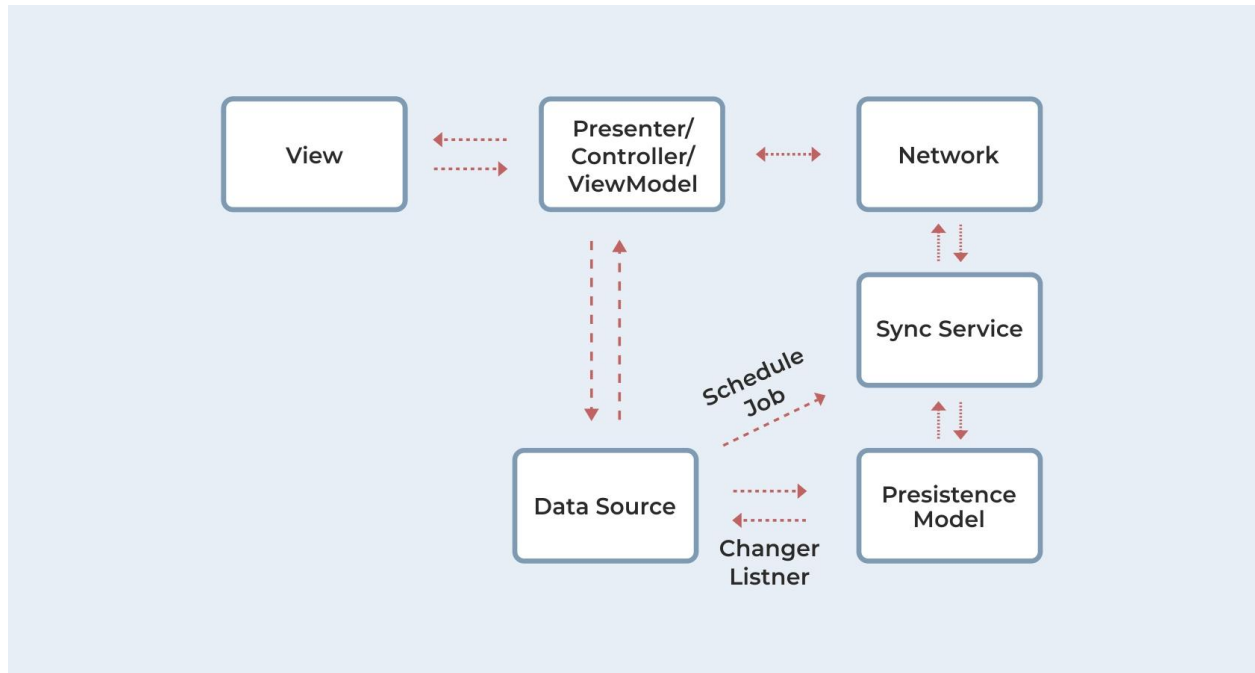 View
Presenter/
Controller/
ViewModel
Network
Sync Service
Schedule
Job
Data Source
Presistence
Model
Changer
Listner